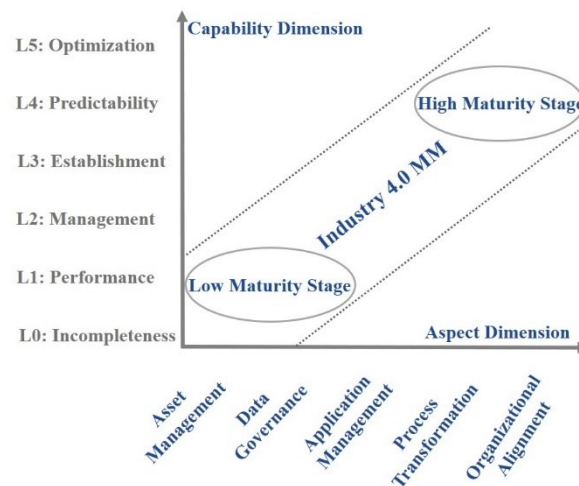 Capability Dimension
L5: Optimization
L4: Predictability
High Maturity Stage
L3: Establishment
Industry 4.0 MM
L2: Management
L1: Performance
Low Maturity Stage
L0: Incompleteness
Aspect Dimension
Asset
Management
Data
Governance
Application
Management
Process
Transformation
Organizational
Alignment